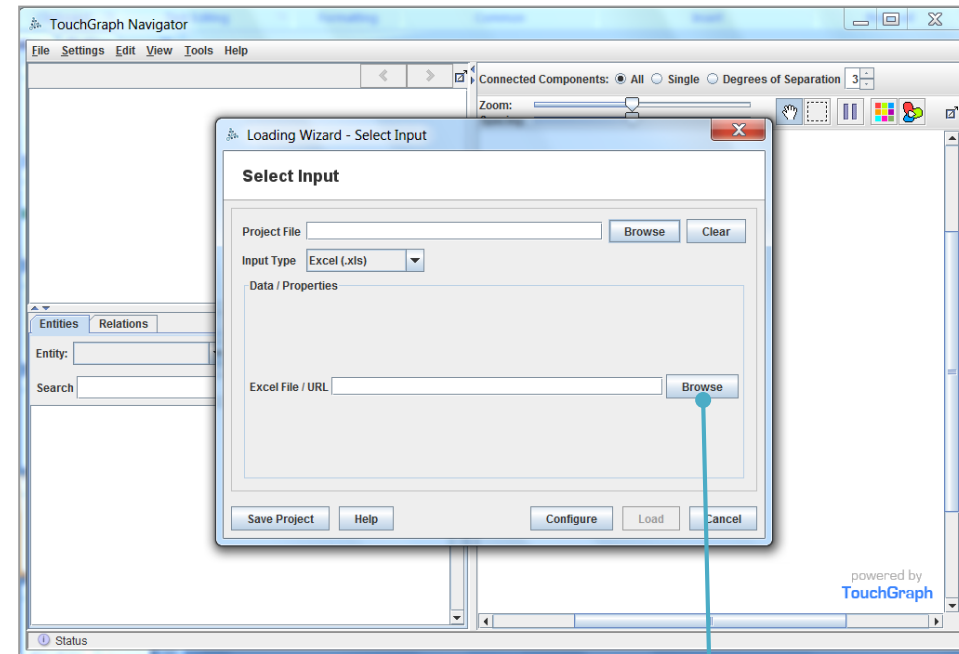 TouchGraph Navigator
File Settings Edit View Tools Help
Connected Components: All Single Degrees of Separation 3
Zoom:
Loading Wizard - Select Input
Select Input
Project File Browse Clear
Input Type Excel (.xls)
Data / Properties
Entities Relations
Entity:
Search
Excel File / URL Browse
Save Project Help Configure Load Cancel
powered by
TouchGraph
Status